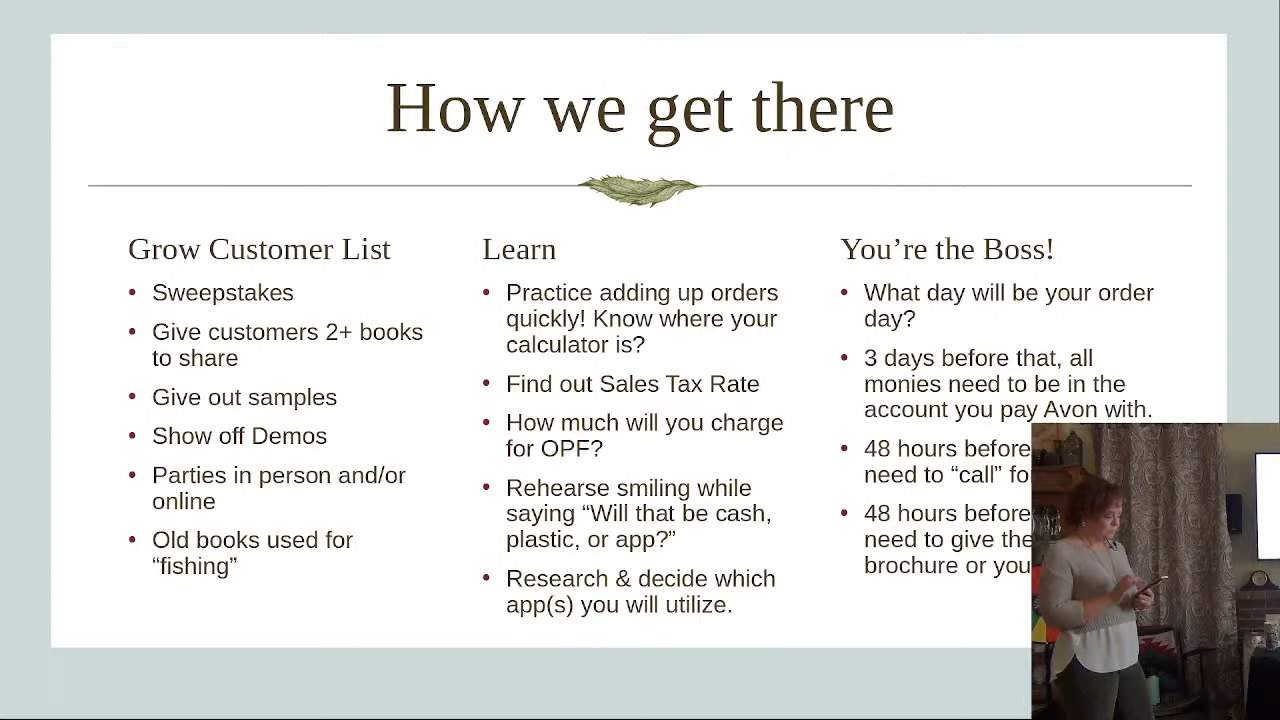 How we get there
Grow Customer List
Sweepstakes
Give customers 2+ books
to share
Give out samples
Show off Demos
Parties in person and/or
online
Old books used for
“fishing”
Learn
Practice adding up orders
quickly! Know where your
calculator is?
Find out Sales Tax Rate
How much will you charge
for OPF?
Rehearse smiling while
saying “Will that be cash,
plastic, or app?”
Research & decide which
app(s) you will utilize.
You’re the Boss!
What day will be your order
day?
3 days before that, all
monies need to be in the
account you pay Avon with.
48 hours before
need to “call”
48 hours before
need to give
brochure or